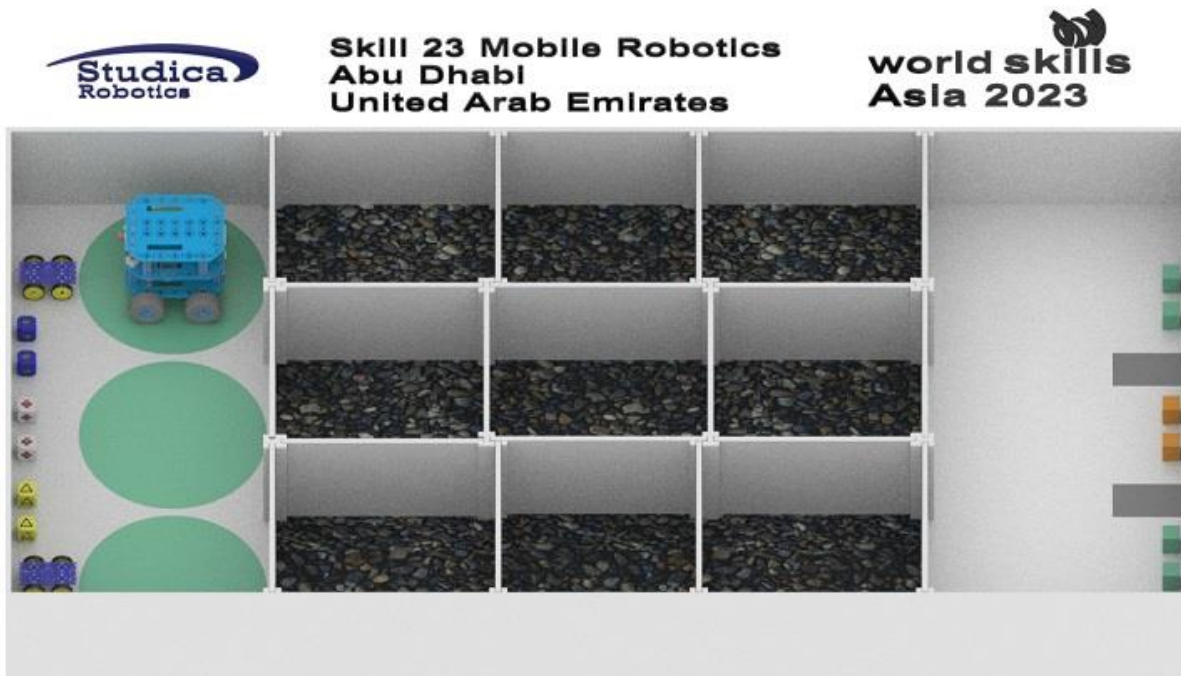 Studica
Robotics
Skill 23 Mobile Robotics
Abu Dhabi
United Arab Emirates
world skills
Asia 2023